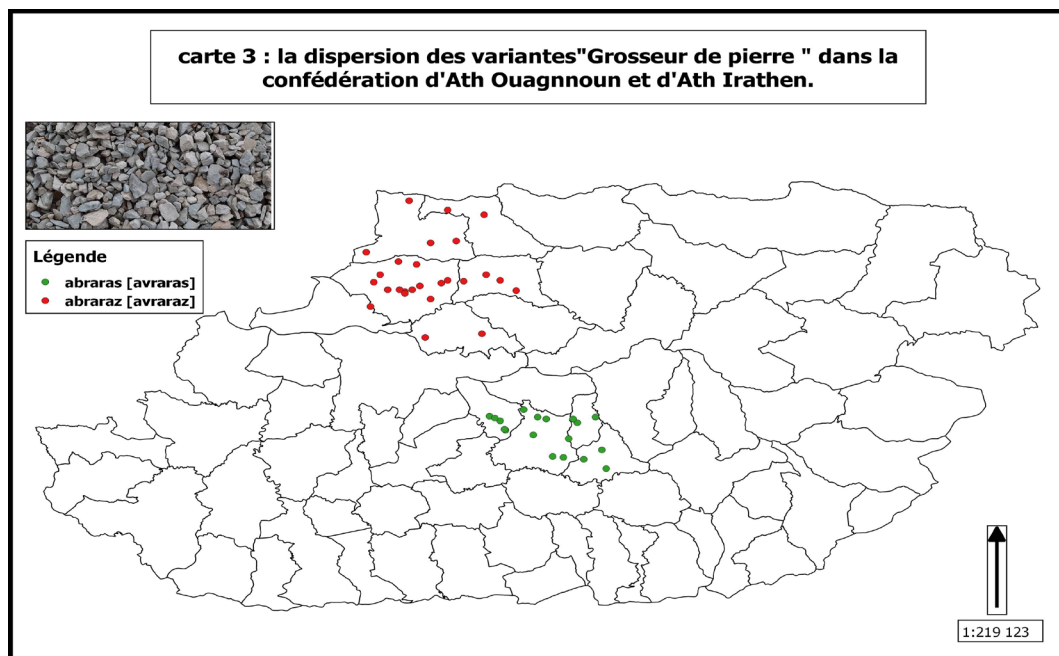 carte 3 : la dispersion des variantes"Grosseur de pierre " dans la
confédération d'Ath Ouagnnoun et d'Ath Irathen.
Légende
abraras [avraras]
abraraz [avraraz]
1:219 123